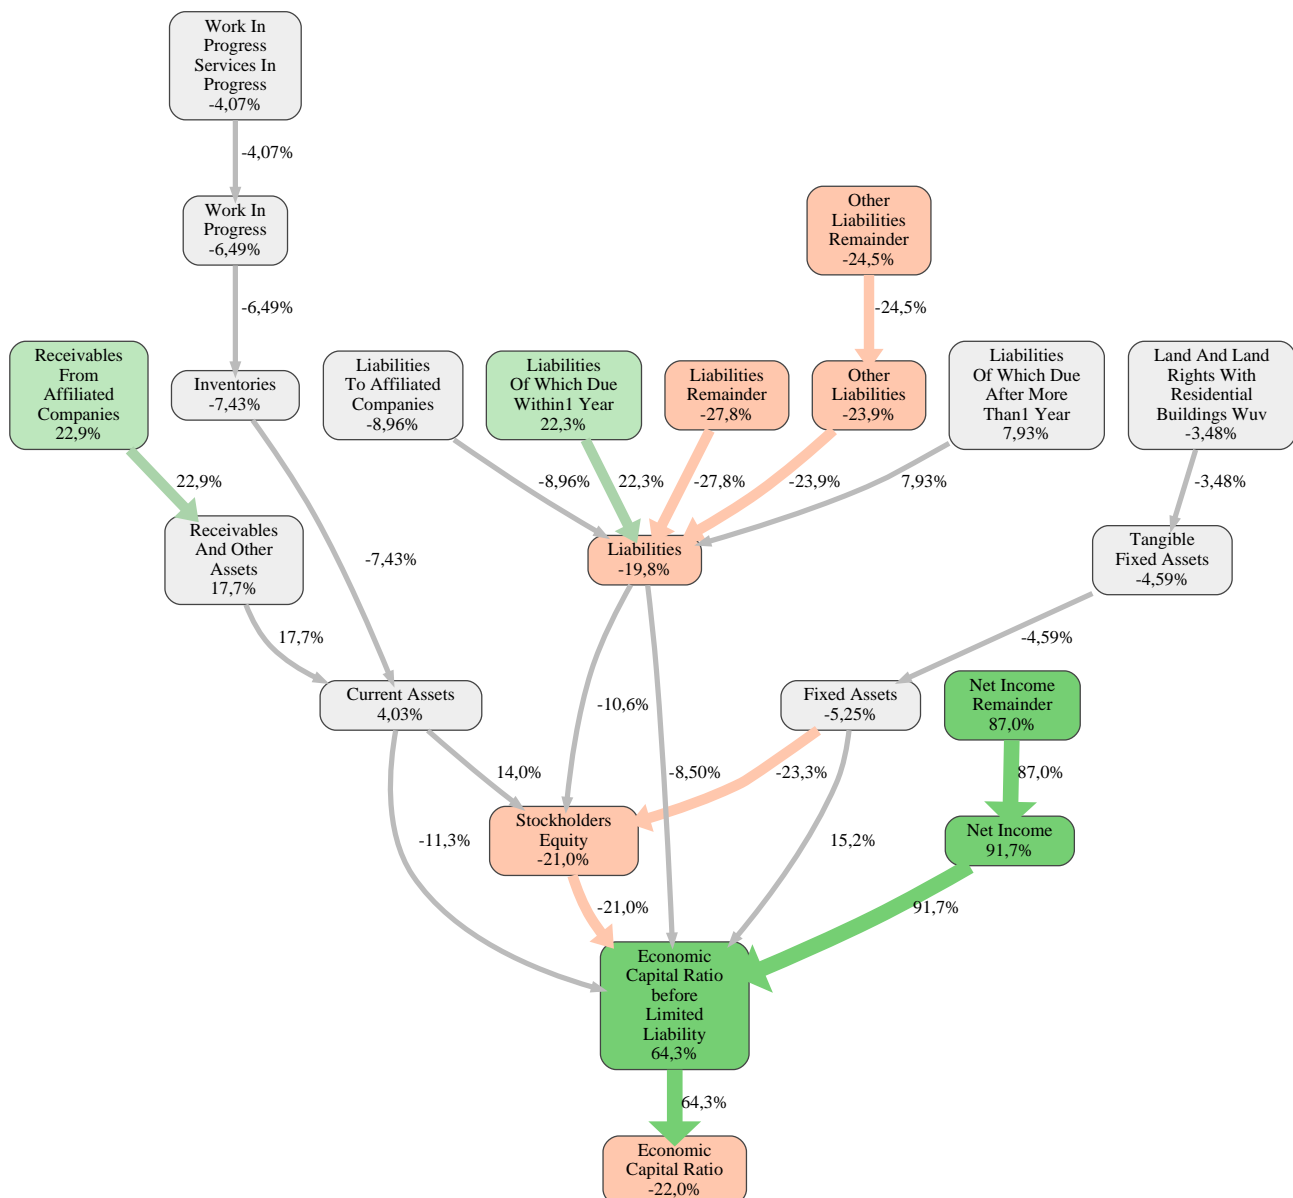 Work In
Progress
Services In
Progress
-4,07%
-4,07%
Work In
Progress
-6,49%
Other
Liabilities
Remainder
-24,5%
-6,49%
-24,5%
Receivables
From
Affiliated
Companies
22,9%
Inventories
-7,43%
Liabilities
To Affiliated
Companies
-8,96%
Liabilities
Of Which Due
Within1 Year
22,3%
Liabilities
Remainder
-27,8%
Other
Liabilities
-23,9%
Liabilities
Of Which Due
After More
Than1 Year
7,93%
Land And Land
Rights With
Residential
Buildings Wuv
-3,48%
22,9%
-8,96%
22,3%
-27,8%
-23,9%
7,93%
-3,48%
Receivables
And Other
Assets
17,7%
-7,43%
Liabilities
-19,8%
Tangible
Fixed Assets
-4,59%
17,7%
-4,59%
Current Assets
4,03%
-10,6%
Fixed Assets
-5,25%
Net Income
Remainder
87,0%
14,0%
-8,50%
-23,3%
87,0%
-11,3%
Stockholders
Equity
-21,0%
15,2%
Net Income
91,7%
-21,0%
91,7%
Economic
Capital Ratio
before
Limited
Liability
64,3%
64,3%
Economic
Capital Ratio
-22,0%